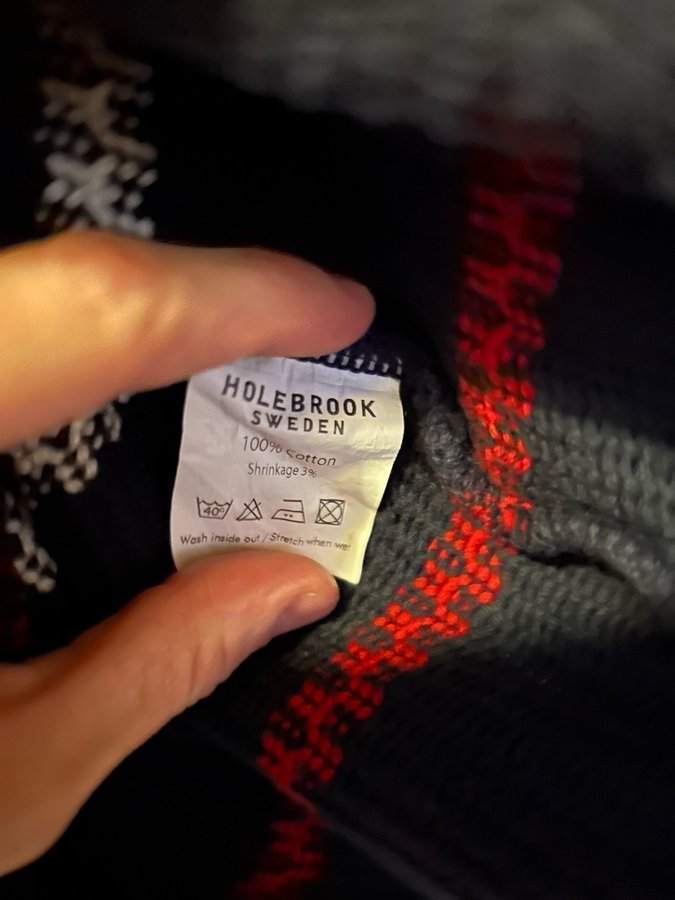 HOLEBROOK
SWEDEN
100% Cotton
Shrinkage 3%
40°
Wash inside out / Stretch when wet